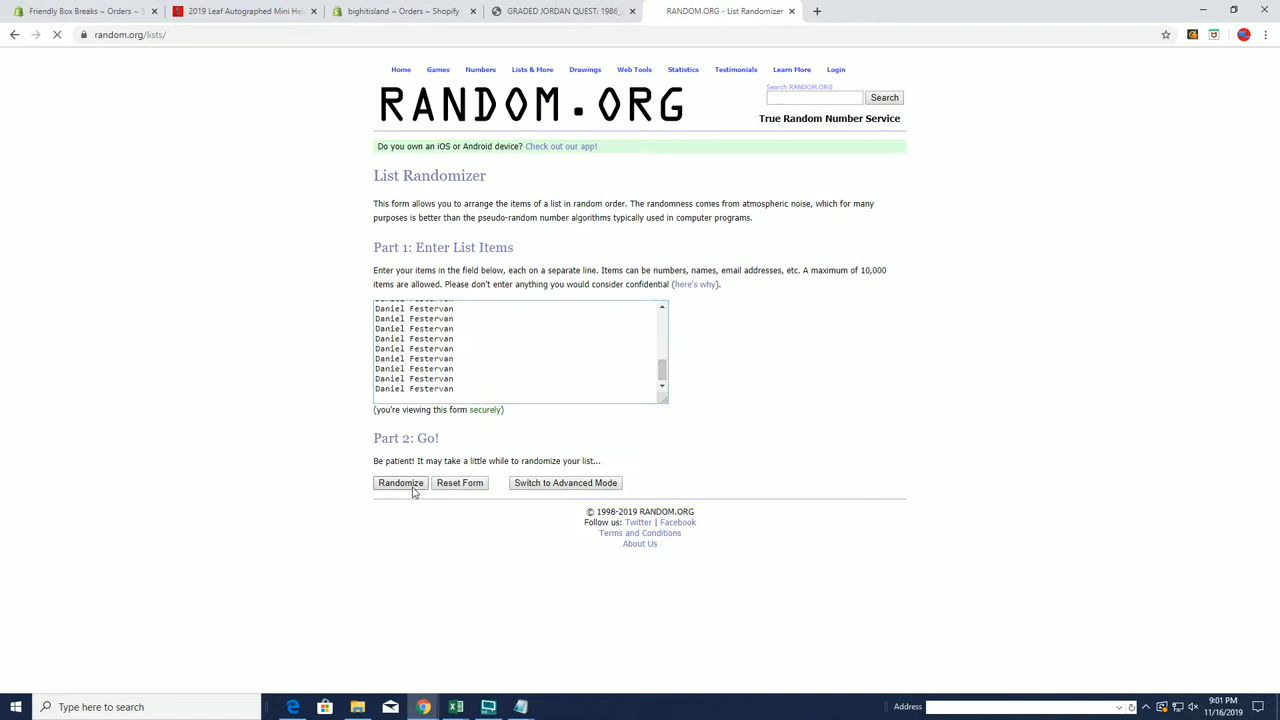 Friendly Box Breaks ~ Orders ~ S
2019 Leaf Autographed Mini He
bighitisland ~ Orders ~ Shopify
GRADED JORDAN QUEST: 1986
RANDOM.ORG - List Randomizer
random.org/lists/
Home Games Numbers Lists & More Drawings Web Tools Statistics Testimonials Learn More Login
RANDOM.ORG
Search RANDOM.ORG
Search
True Random Number Service
Do you own an iOS or Android device? Check out our app!
List Randomizer
This form allows you to arrange the items of a list in random order. The randomness comes from atmospheric noise, which for many
purposes is better than the pseudo-random number algorithms typically used in computer programs.
Part 1: Enter List Items
Enter your items in the field below, each on a separate line. Items can be numbers, names, email addresses, etc. A maximum of 10,000
items are allowed. Please don't enter anything you would consider confidential (here's why).
Daniel Festervan
Daniel Festervan
Daniel Festervan
Daniel Festervan
Daniel Festervan
Daniel Festervan
Daniel Festervan
Daniel Festervan
Daniel Festervan
(you're viewing this form securely)
Part 2: Go!
Be patient! It may take a little while to randomize your list...
Randomize Reset Form Switch to Advanced Mode
© 1998-2019 RANDOM.ORG
Follow us: Twitter | Facebook
Terms and Conditions
About Us
Type here to search
Address
9:01 PM
11/16/2019